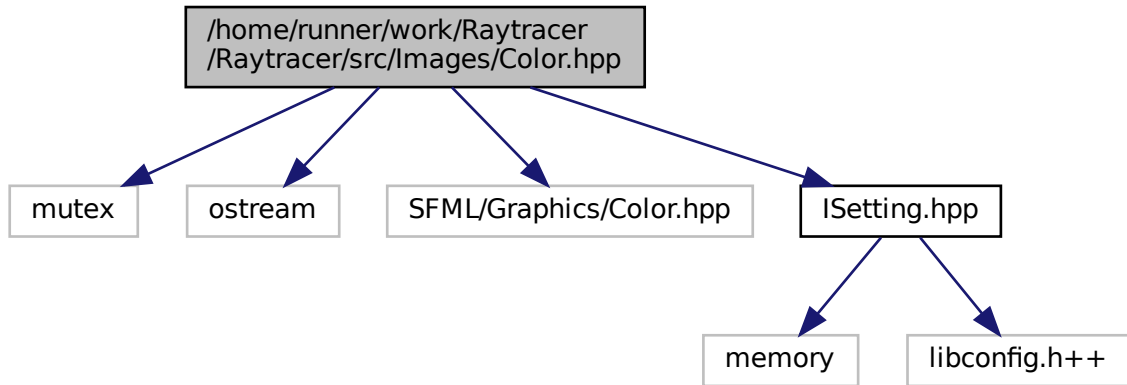 /home/runner/work/Raytracer
/Raytracer/src/Images/Color.hpp
mutex
ostream
SFML/Graphics/Color.hpp
ISetting.hpp
memory
libconfig.h++